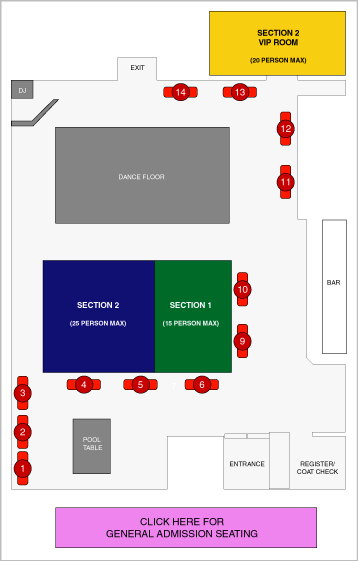 SECTION 2
VIP ROOM
(20 PERSON MAX)
EXIT
DJ
14
13
12
DANCE FLOOR
11
BAR
10
SECTION 2
(25 PERSON MAX)
SECTION 1
(15 PERSON MAX)
9
4
5
6
3
2
1
POOL
TABLE
ENTRANCE
REGISTER/
COAT CHECK
CLICK HERE FOR
GENERAL ADMISSION SEATING